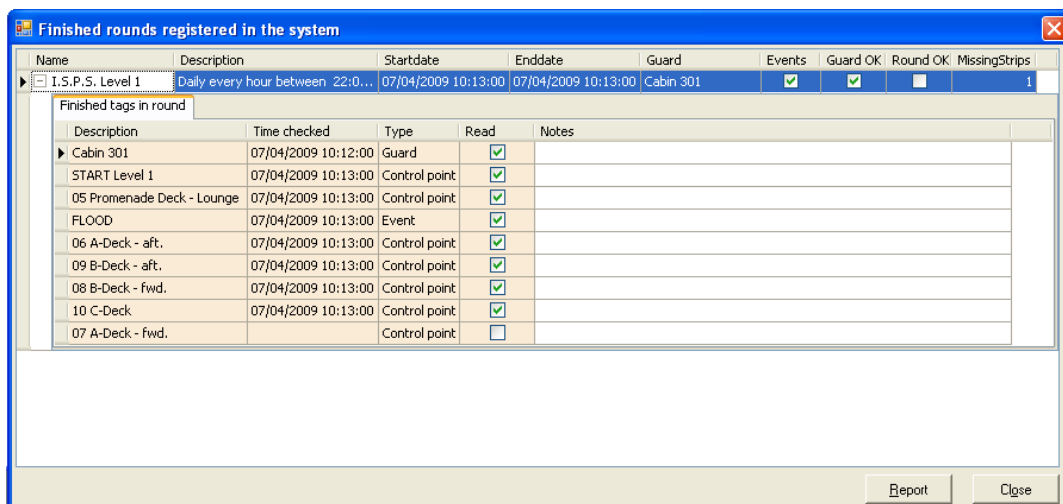 Finished rounds registered in the system
Name Description Startdate Enddate Guard Events Guard OK Round OK MissingStrips
I.S.P.S. Level 1 Daily every hour between 22:0... 07/04/2009 10:13:00 07/04/2009 10:13:00 Cabin 301 1
Finished tags in round
Description Time checked Type Read Notes
Cabin 301 07/04/2009 10:12:00 Guard
START Level 1 07/04/2009 10:13:00 Control point
05 Promenade Deck - Lounge 07/04/2009 10:13:00 Control point
FLOOD 07/04/2009 10:13:00 Event
06 A-Deck - aft. 07/04/2009 10:13:00 Control point
09 B-Deck - aft. 07/04/2009 10:13:00 Control point
08 B-Deck - fwd. 07/04/2009 10:13:00 Control point
10 C-Deck 07/04/2009 10:13:00 Control point
07 A-Deck - fwd. Control point
Report Close